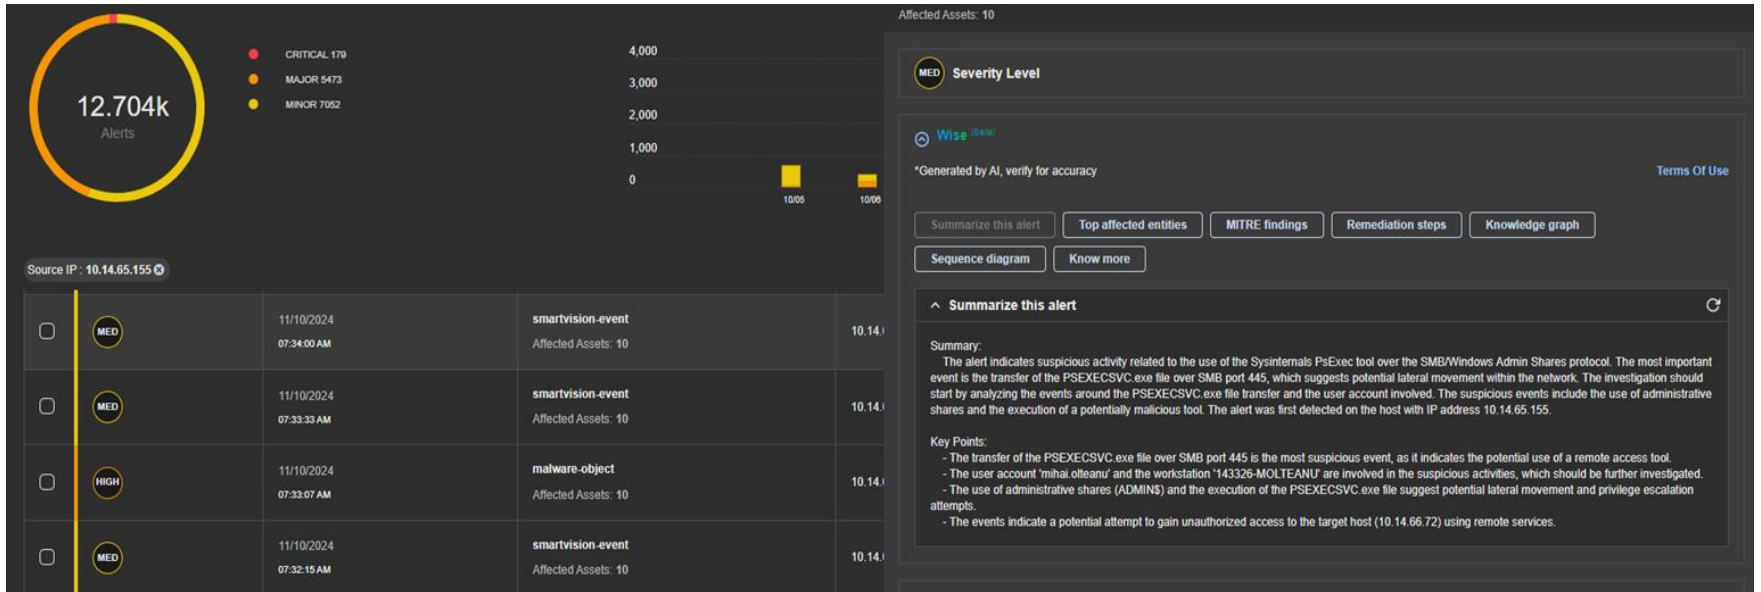 12.704k
Alerts
CRITICAL 179
MAJOR 5473
MINOR 7052
4,000
3,000
2,000
1,000
0
10/05
10/06
Source IP : 10.14.65.155
MED
11/10/2024
07:34:00 AM
smartvision-event
Affected Assets: 10
10.14.
MED
11/10/2024
07:33:33 AM
smartvision-event
Affected Assets: 10
10.14.
HIGH
11/10/2024
07:33:07 AM
malware-object
Affected Assets: 10
10.14.
MED
11/10/2024
07:32:15 AM
smartvision-event
Affected Assets: 10
10.14.
Affected Assets: 10
MED Severity Level
Wise (Beta)
*Generated by AI, verify for accuracy
Terms Of Use
Summarize this alert
Top affected entities
MITRE findings
Remediation steps
Knowledge graph
Sequence diagram
Know more
Summarize this alert
Summary:
The alert indicates suspicious activity related to the use of the Sysinternals PsExec tool over the SMB/Windows Admin Shares protocol. The most important
event is the transfer of the PSEXECSVC.exe file over SMB port 445, which suggests potential lateral movement within the network. The investigation should
start by analyzing the events around the PSEXECSVC.exe file transfer and the user account involved. The suspicious events include the use of administrative
shares and the execution of a potentially malicious tool. The alert was first detected on the host with IP address 10.14.65.155.
Key Points:
- The transfer of the PSEXECSVC.exe file over SMB port 445 is the most suspicious event, as it indicates the potential use of a remote access tool.
- The user account 'mihai.olteanu' and the workstation '143326-MOLTEANU' are involved in the suspicious activities, which should be further investigated.
- The use of administrative shares (ADMIN$) and the execution of the PSEXECSVC.exe file suggest potential lateral movement and privilege escalation
attempts.
- The events indicate a potential attempt to gain unauthorized access to the target host (10.14.66.72) using remote services.